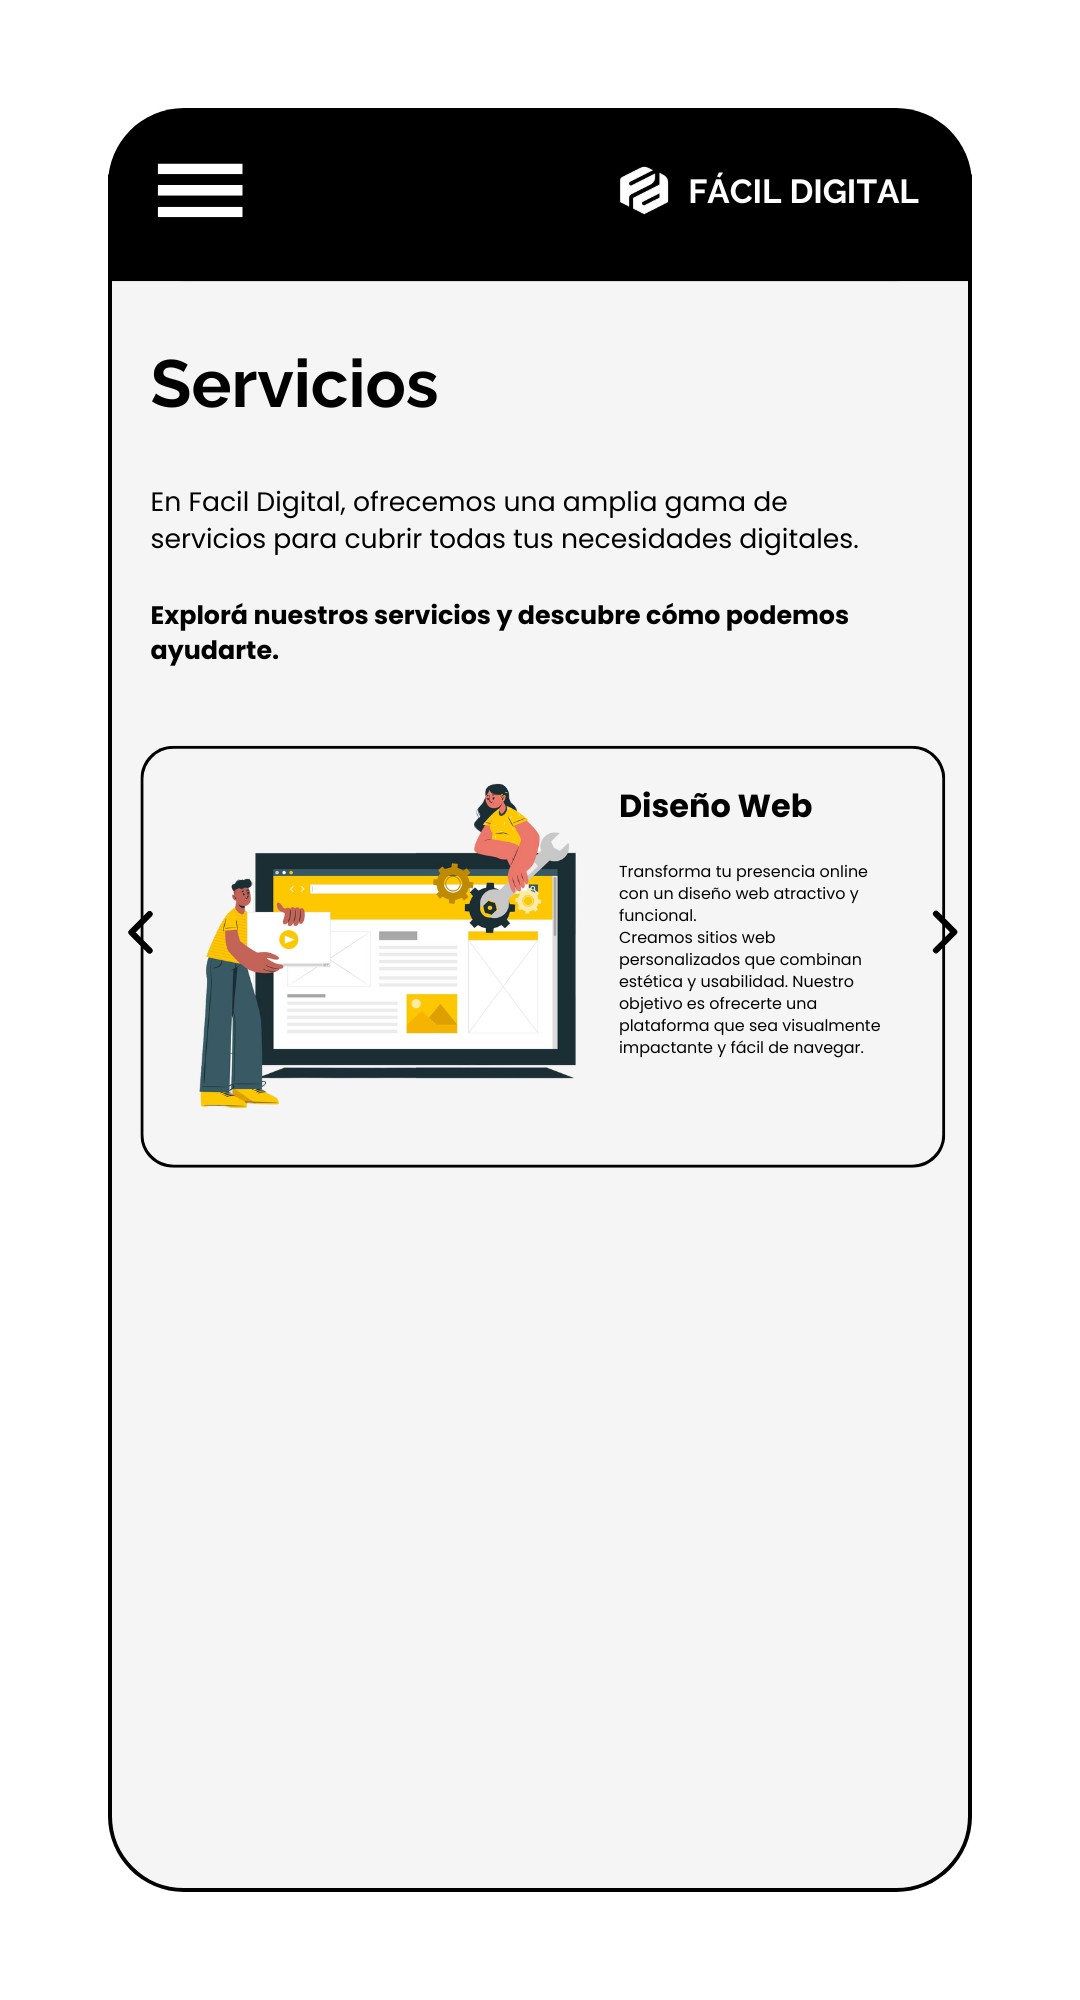 FÁCIL DIGITAL
Servicios
En Facil Digital, ofrecemos una amplia gama de
servicios para cubrir todas tus necesidades digitales.
Explorá nuestros servicios y descubre cómo podemos
ayudarte.
Diseño Web
Transforma tu presencia online
con un diseño web atractivo y
funcional.
Creamos sitios web
personalizados que combinan
estética y usabilidad. Nuestro
objetivo es ofrecerte una
plataforma que sea visualmente
impactante y fácil de navegar.